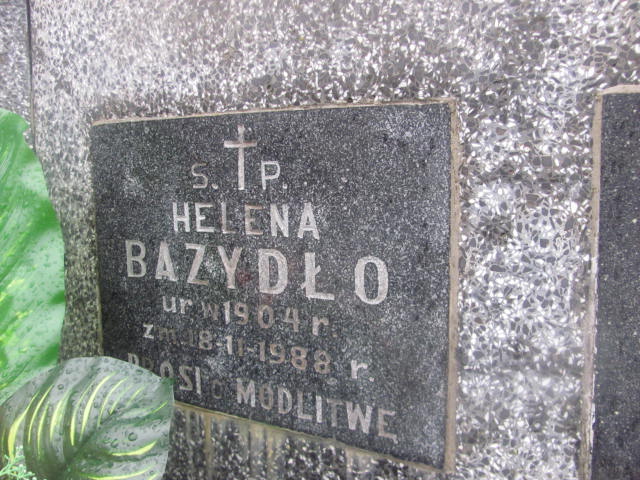 S. P.
HELENA
BAZYDŁO
ur w 1904 r.
zm. 18-11-1988 r.
PROSI o MODLITWE